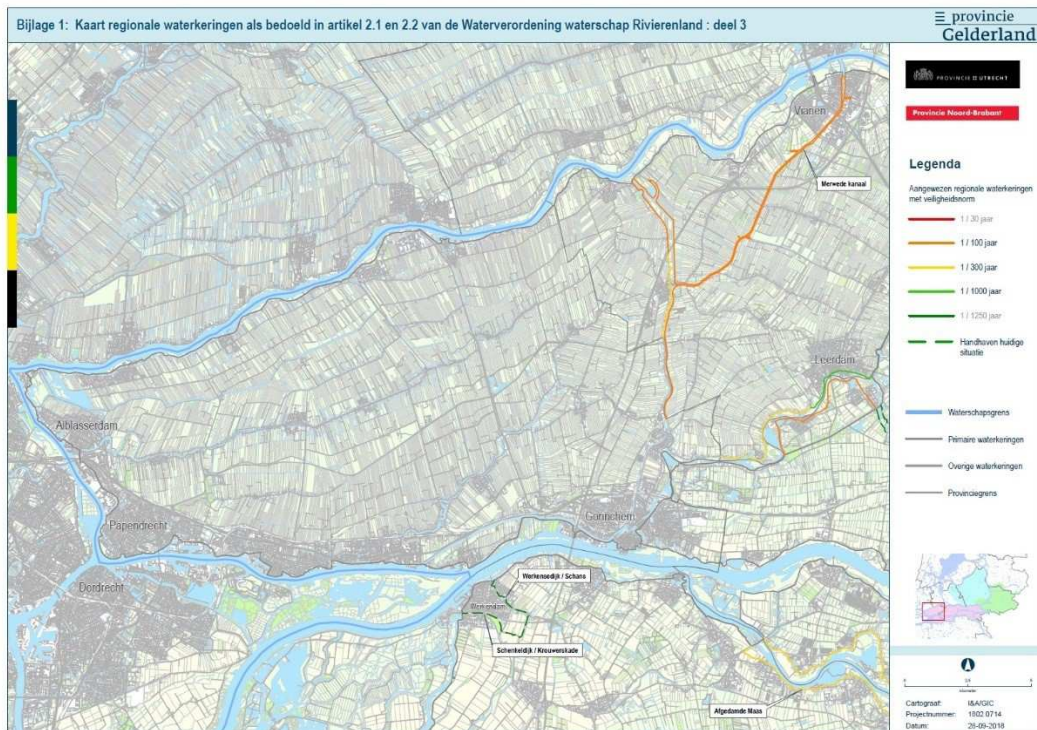 Bijlage 1: Kaart regionale waterkeringen als bedoeld in artikel 2.1 en 2.2 van de Waterverordening waterschap Rivierenland : deel 3
provincie
Gelderland
PROVINCIE UTRECHT
Provincie Noord-Brabant
Legenda
Aangewezen regionale waterkeringen
met veiligheidsnorm
1 / 30 jaar
1 / 100 jaar
1 / 300 jaar
1 / 1000 jaar
1 / 1250 jaar
Handhaven huidige
situatie
Waterschapsgrens
Primaire waterkeringen
Overige waterkeringen
Provinciegrens
Vianen
Merwede kanaal
Leerdam
Alblasserdam
Papendrecht
Gorinchem
Dordrecht
Werkensedijk / Schans
Werkendam
Schenkeldijk / Kreuwerskade
Afgedamde Maas
kilometer
Cartograaf: I&A/GIC
Projectnummer: 1802.0714
Datum: 26-09-2018